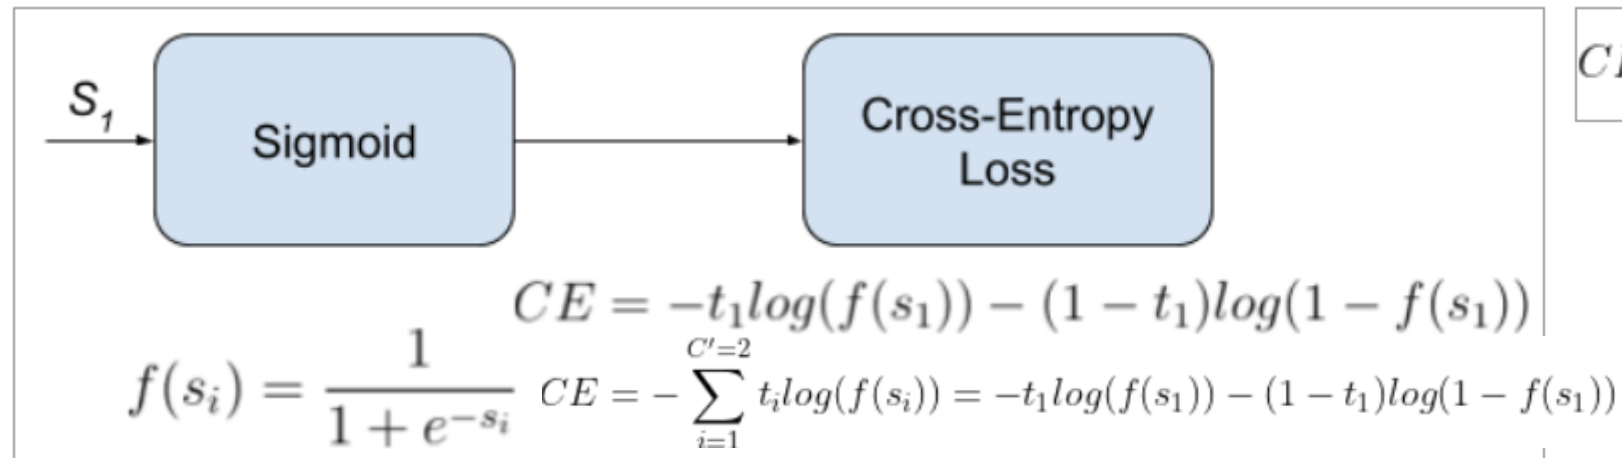 S₁
Sigmoid
Cross-Entropy
Loss
CE = −t₁log(f(s₁)) − (1 − t₁)log(1 − f(s₁))
f(sᵢ) = 1 / (1 + e^{−sᵢ})
CE = − ∑_{i=1}^{C′=2} tᵢlog(f(sᵢ)) = −t₁log(f(s₁)) − (1 − t₁)log(1 − f(s₁))